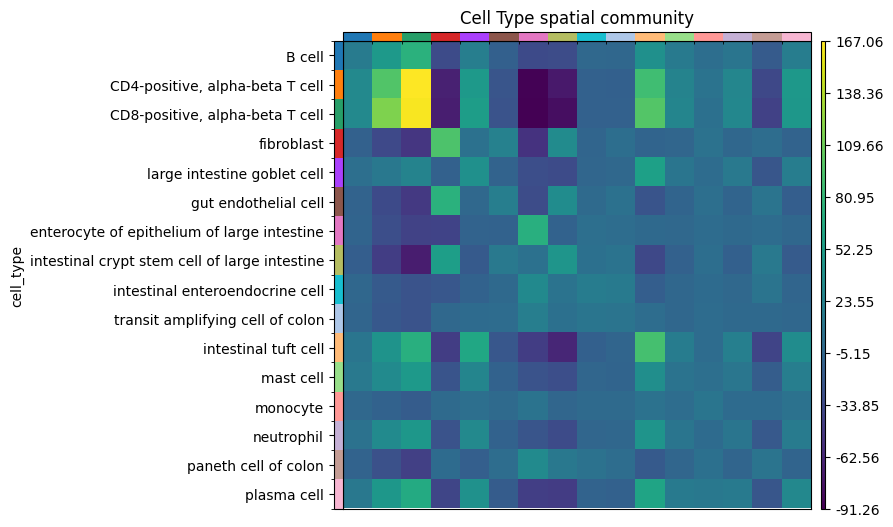 Cell Type spatial community
B cell
CD4-positive, alpha-beta T cell
CD8-positive, alpha-beta T cell
fibroblast
large intestine goblet cell
gut endothelial cell
enterocyte of epithelium of large intestine
intestinal crypt stem cell of large intestine
intestinal enteroendocrine cell
transit amplifying cell of colon
intestinal tuft cell
mast cell
monocyte
neutrophil
paneth cell of colon
plasma cell
cell_type
167.06
138.36
109.66
80.95
52.25
23.55
-5.15
-33.85
-62.56
-91.26